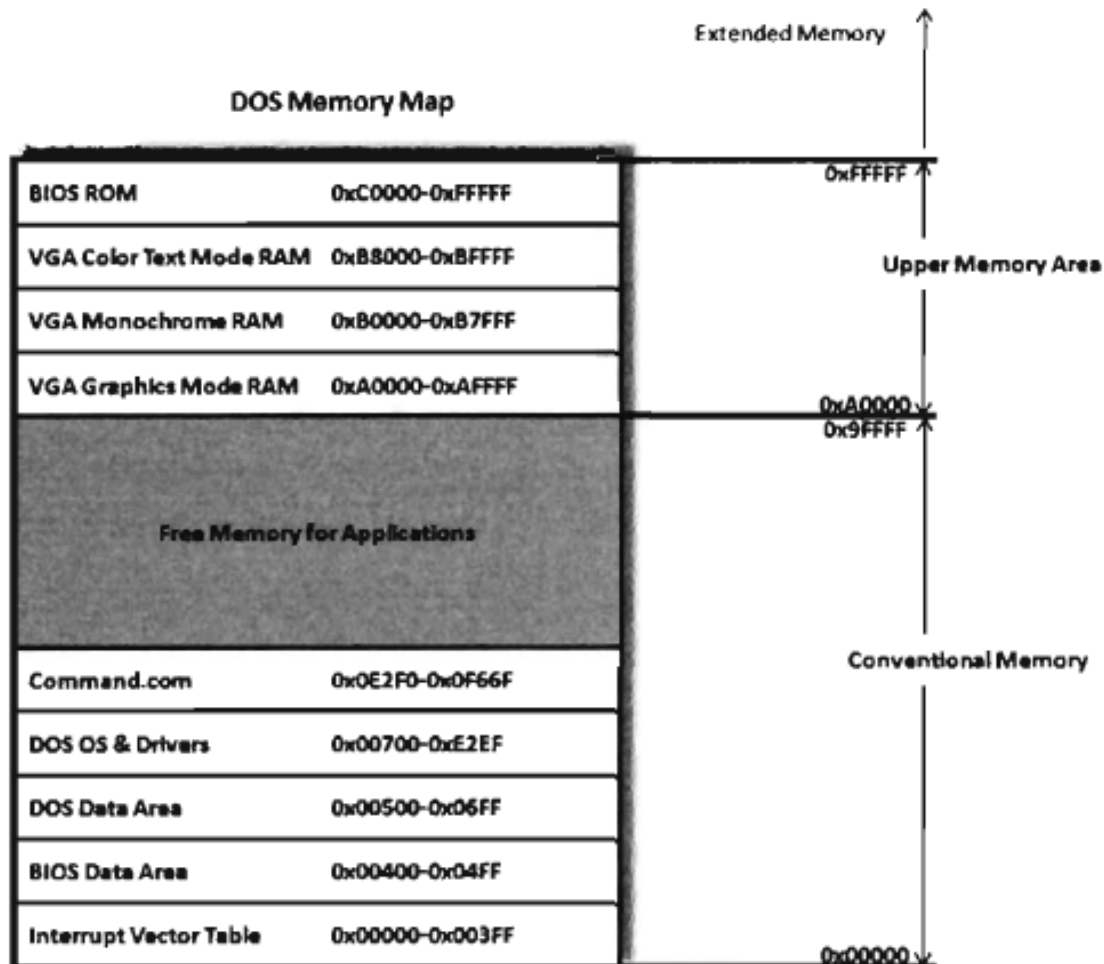 Extended Memory
DOS Memory Map
0xFFFFF
BIOS ROM 0xC0000-0xFFFFF
VGA Color Text Mode RAM 0xB8000-0xBFFFF
Upper Memory Area
VGA Monochrome RAM 0xB0000-0xB7FFF
VGA Graphics Mode RAM 0xA0000-0xAFFFF
0xA0000
0x9FFFF
Free Memory for Applications
Conventional Memory
Command.com 0x0E2F0-0x0F66F
DOS OS & Drivers 0x00700-0xE2EF
DOS Data Area 0x00500-0x06FF
BIOS Data Area 0x00400-0x04FF
Interrupt Vector Table 0x00000-0x003FF
0x00000